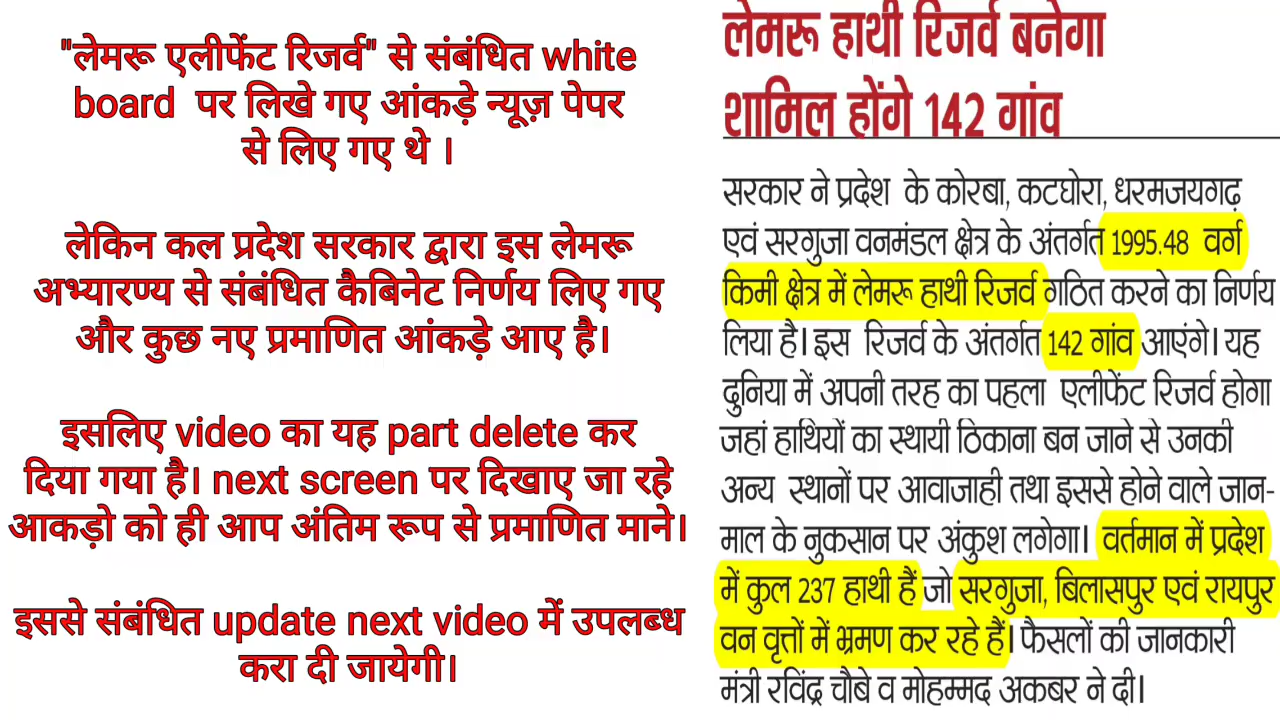 "लेमरू एलीफेंट रिजर्व" से संबंधित white
board पर लिखे गए आंकड़े न्यूज़ पेपर
से लिए गए थे ।
लेकिन कल प्रदेश सरकार द्वारा इस लेमरू
अभ्यारण्य से संबंधित कैबिनेट निर्णय लिए गए
और कुछ नए प्रमाणित आंकड़े आए है।
इसलिए video का यह part delete कर
दिया गया है। next screen पर दिखाए जा रहे
आकड़ो को ही आप अंतिम रूप से प्रमाणित माने।
इससे संबंधित update next video में उपलब्ध
करा दी जायेगी।
लेमरू हाथी रिजर्व बनेगा
शामिल होंगे 142 गांव
सरकार ने प्रदेश के कोरबा, कटघोरा, धरमजयगढ़
एवं सरगुजा वनमंडल क्षेत्र के अंतर्गत 1995.48 वर्ग
किमी क्षेत्र में लेमरू हाथी रिजर्व गठित करने का निर्णय
लिया है। इस रिजर्व के अंतर्गत 142 गांव आएंगे। यह
दुनिया में अपनी तरह का पहला एलीफेंट रिजर्व होगा
जहां हाथियों का स्थायी ठिकाना बन जाने से उनकी
अन्य स्थानों पर आवाजाही तथा इससे होने वाले जान-
माल के नुकसान पर अंकुश लगेगा। वर्तमान में प्रदेश
में कुल 237 हाथी हैं जो सरगुजा, बिलासपुर एवं रायपुर
वन वृत्तों में भ्रमण कर रहे हैं। फैसलों की जानकारी
मंत्री रविंद्र चौबे व मोहम्मद अकबर ने दी।